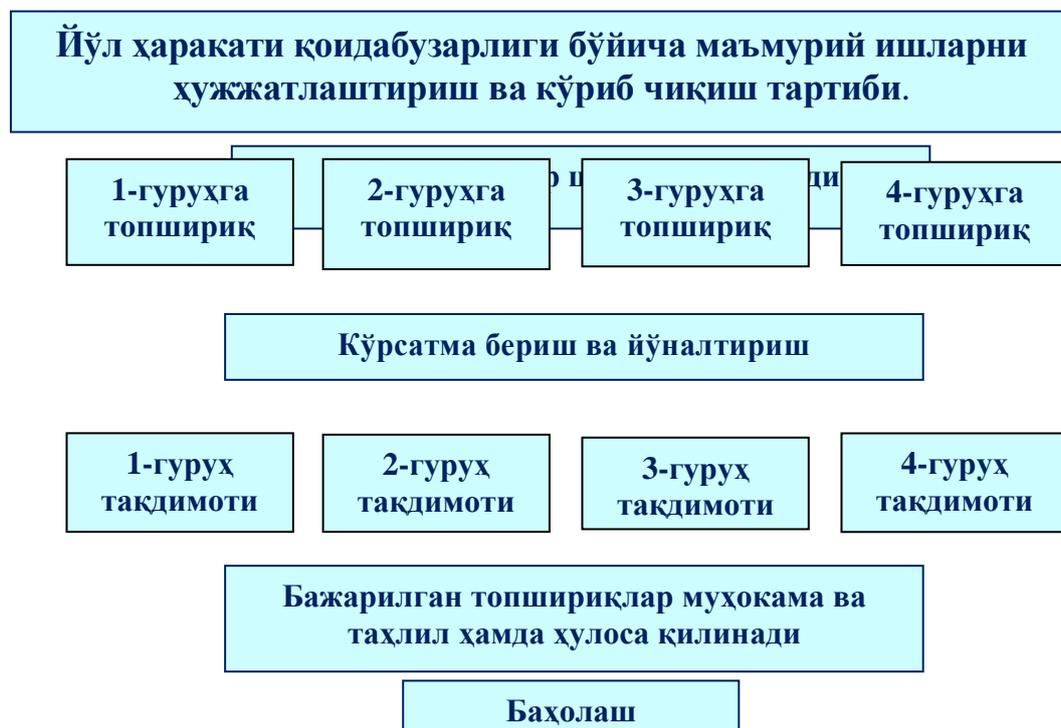 Йўл ҳаракати қоидабузарлиги бўйича маъмурий ишларни
ҳужжатлаштириш ва кўриб чиқиш тартиби.
1-гуруҳга
топшириқ
2-гуруҳга
топшириқ
3-гуруҳга
топшириқ
4-гуруҳга
топшириқ
Кўрсатма бериш ва йўналтириш
1-гуруҳ
тақдимоти
2-гуруҳ
тақдимоти
3-гуруҳ
тақдимоти
4-гуруҳ
тақдимоти
Бажарилган топшириқлар муҳокама ва
таҳлил ҳамда ҳулоса қилинади
Баҳолаш